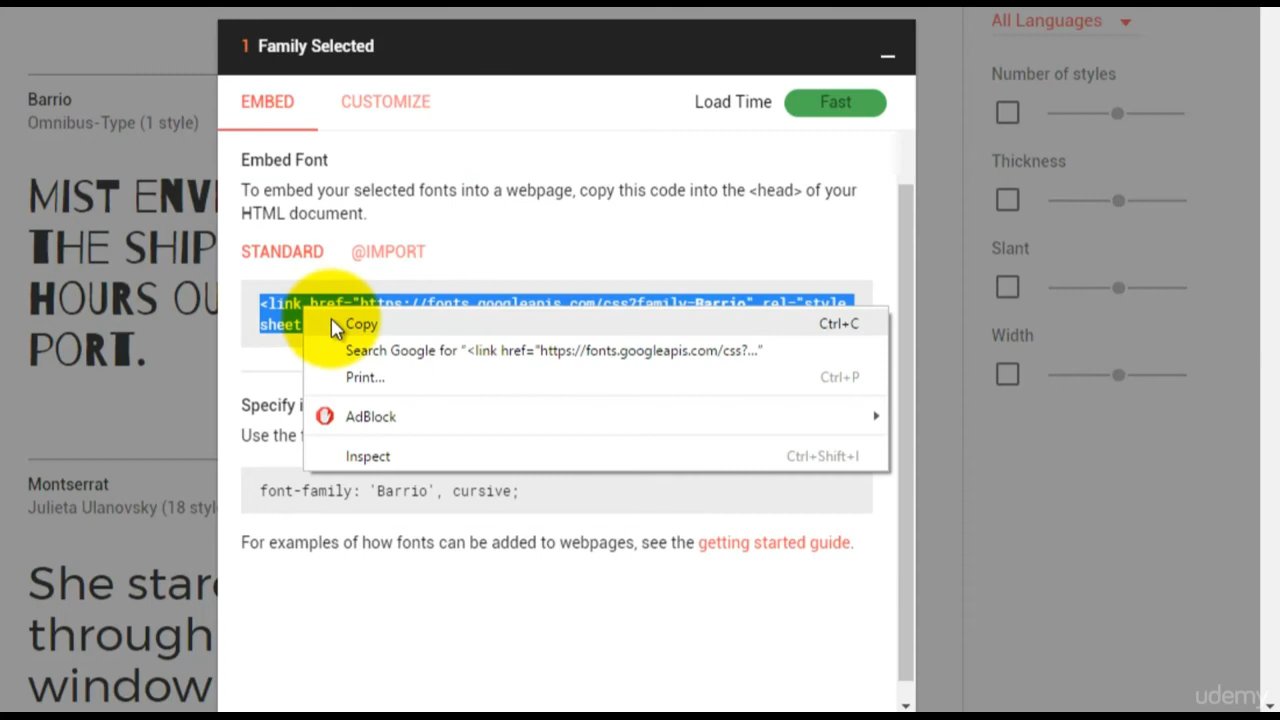 All Languages
1 Family Selected
Number of styles
Barrio
Omnibus-Type (1 style)
EMBED
CUSTOMIZE
Load Time
Fast
Thickness
Embed Font
To embed your selected fonts into a webpage, copy this code into the <head> of your
HTML document.
MIST ENV
THE SHIP
HOURS OU
PORT.
STANDARD
@IMPORT
Slant
<link href="https://fonts.googleapis.com/css?family=Barrio" rel="style
sheet
Copy Ctrl+C
Search Google for "<link href="https://fonts.googleapis.com/css?..."
Print... Ctrl+P
AdBlock
Inspect Ctrl+Shift+I
Width
Specify i
Use the
font-family: 'Barrio', cursive;
For examples of how fonts can be added to webpages, see the getting started guide.
Montserrat
Julieta Ulanovsky (18 style
She stare
through
window
udemy